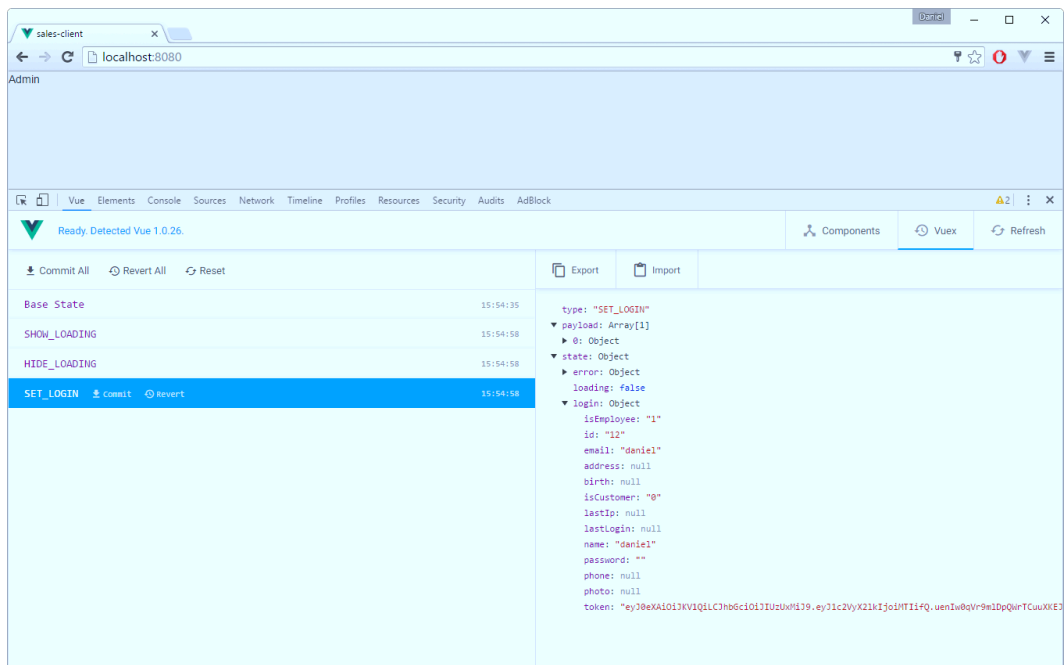 Daniel
sales-client
localhost:8080
Admin
Vue Elements Console Sources Network Timeline Profiles Resources Security Audits AdBlock 2
Ready. Detected Vue 1.0.26. Components Vuex Refresh
Commit All Revert All Reset Export Import
Base State 15:54:35
SHOW_LOADING 15:54:58
HIDE_LOADING 15:54:58
SET_LOGIN Commit Revert 15:54:58
type: "SET_LOGIN"
payload: Array[1]
0: Object
state: Object
error: Object
loading: false
login: Object
isEmployee: "1"
id: "12"
email: "daniel"
address: null
birth: null
isCustomer: "0"
lastIp: null
lastLogin: null
name: "daniel"
password: ""
phone: null
photo: null
token: